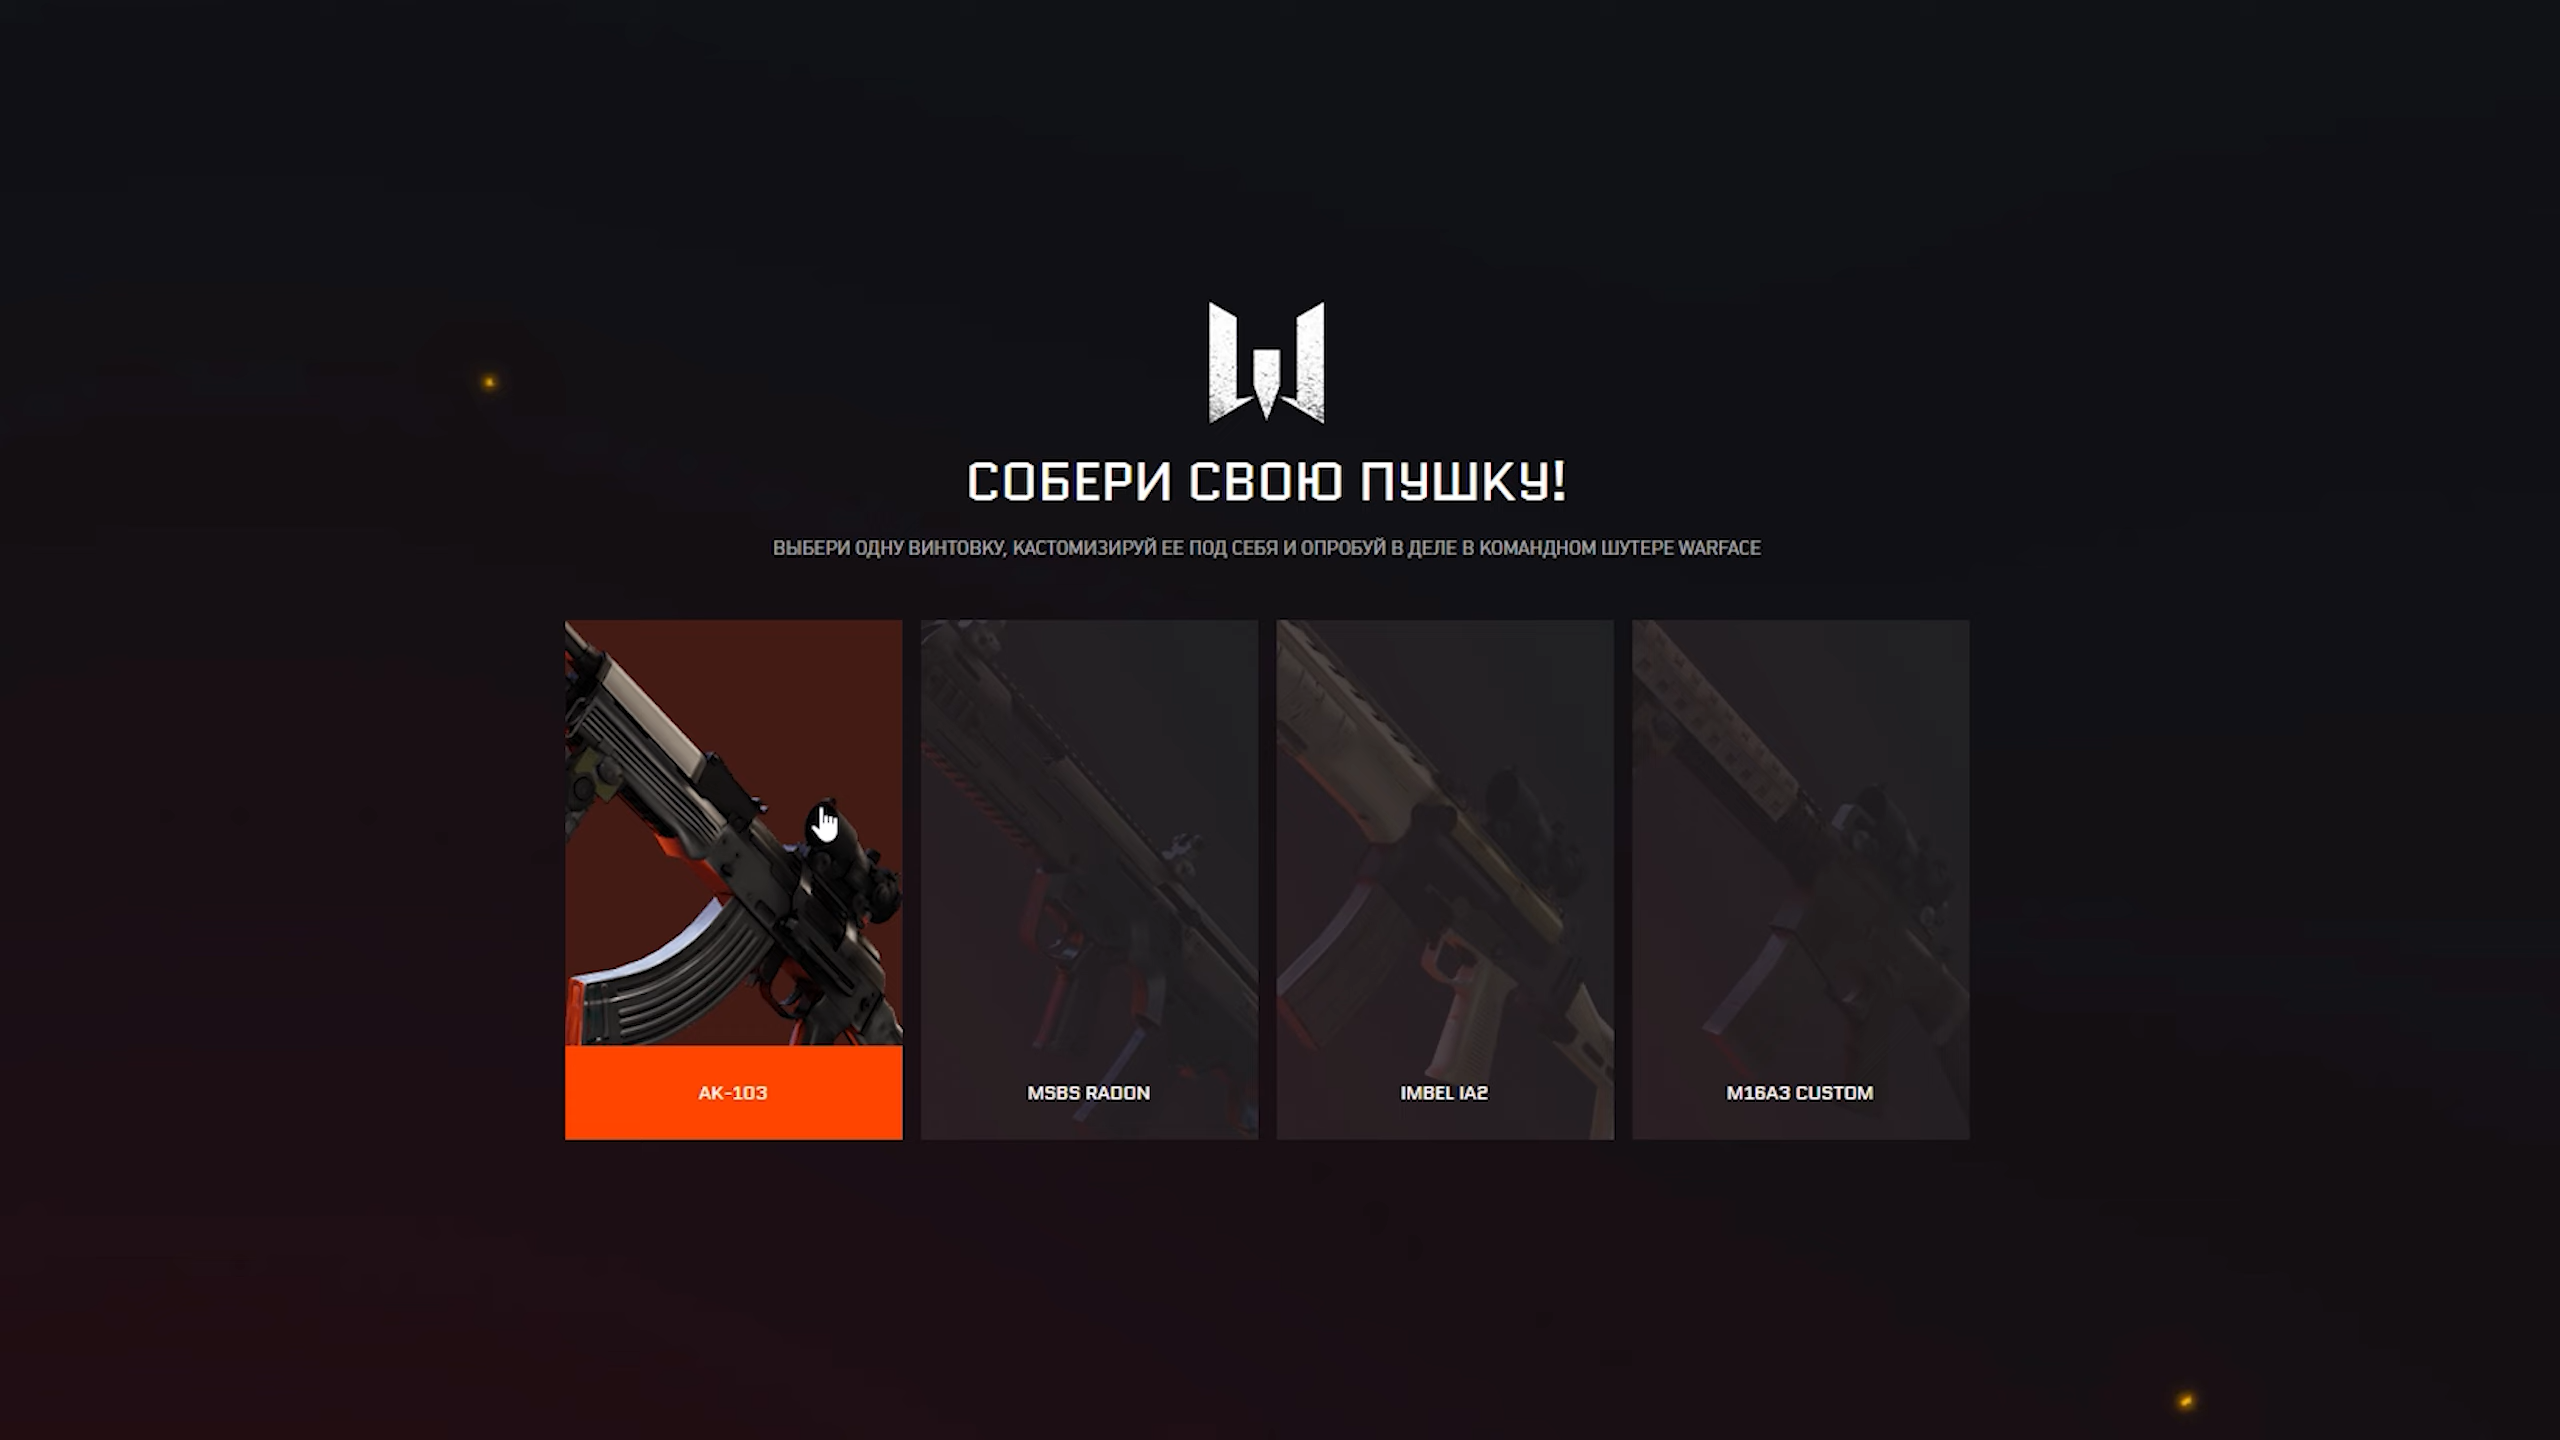 СОБЕРИ СВОЮ ПУШКУ!
ВЫБЕРИ ОДНУ ВИНТОВКУ, КАСТОМИЗИРУЙ ЕЕ ПОД СЕБЯ И ОПРОБУЙ В ДЕЛЕ В КОМАНДНОМ ШУТЕРЕ WARFACE
AK-103
MSBS RADON
IMBEL IA2
M16A3 CUSTOM